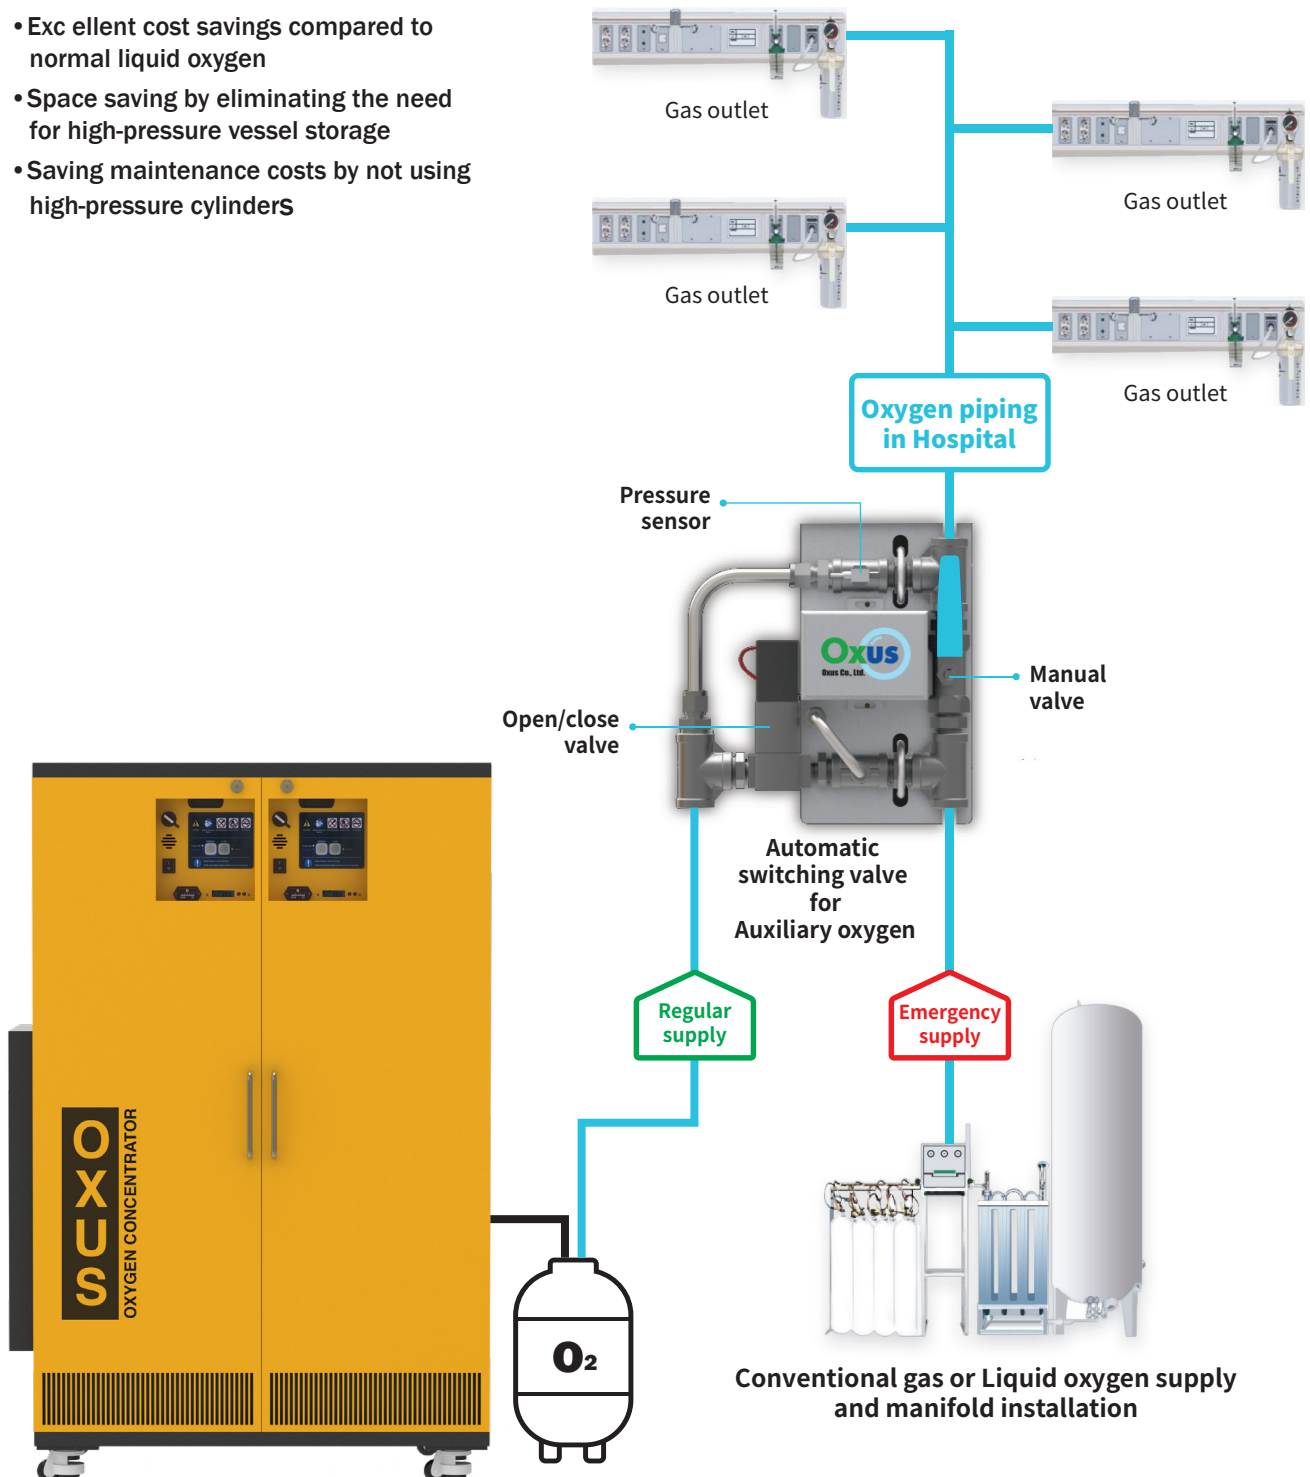 • Exc ellent cost savings compared to
normal liquid oxygen
• Space saving by eliminating the need
for high-pressure vessel storage
• Saving maintenance costs by not using
high-pressure cylinders
Gas outlet
Gas outlet
Gas outlet
Gas outlet
Oxygen piping
in Hospital
Pressure
sensor
Oxus
Oxus Co., Ltd.
Manual
valve
Open/close
valve
Automatic
switching valve
for
Auxiliary oxygen
Regular
supply
Emergency
supply
OXUS
OXYGEN CONCENTRATOR
O2
Conventional gas or Liquid oxygen supply
and manifold installation